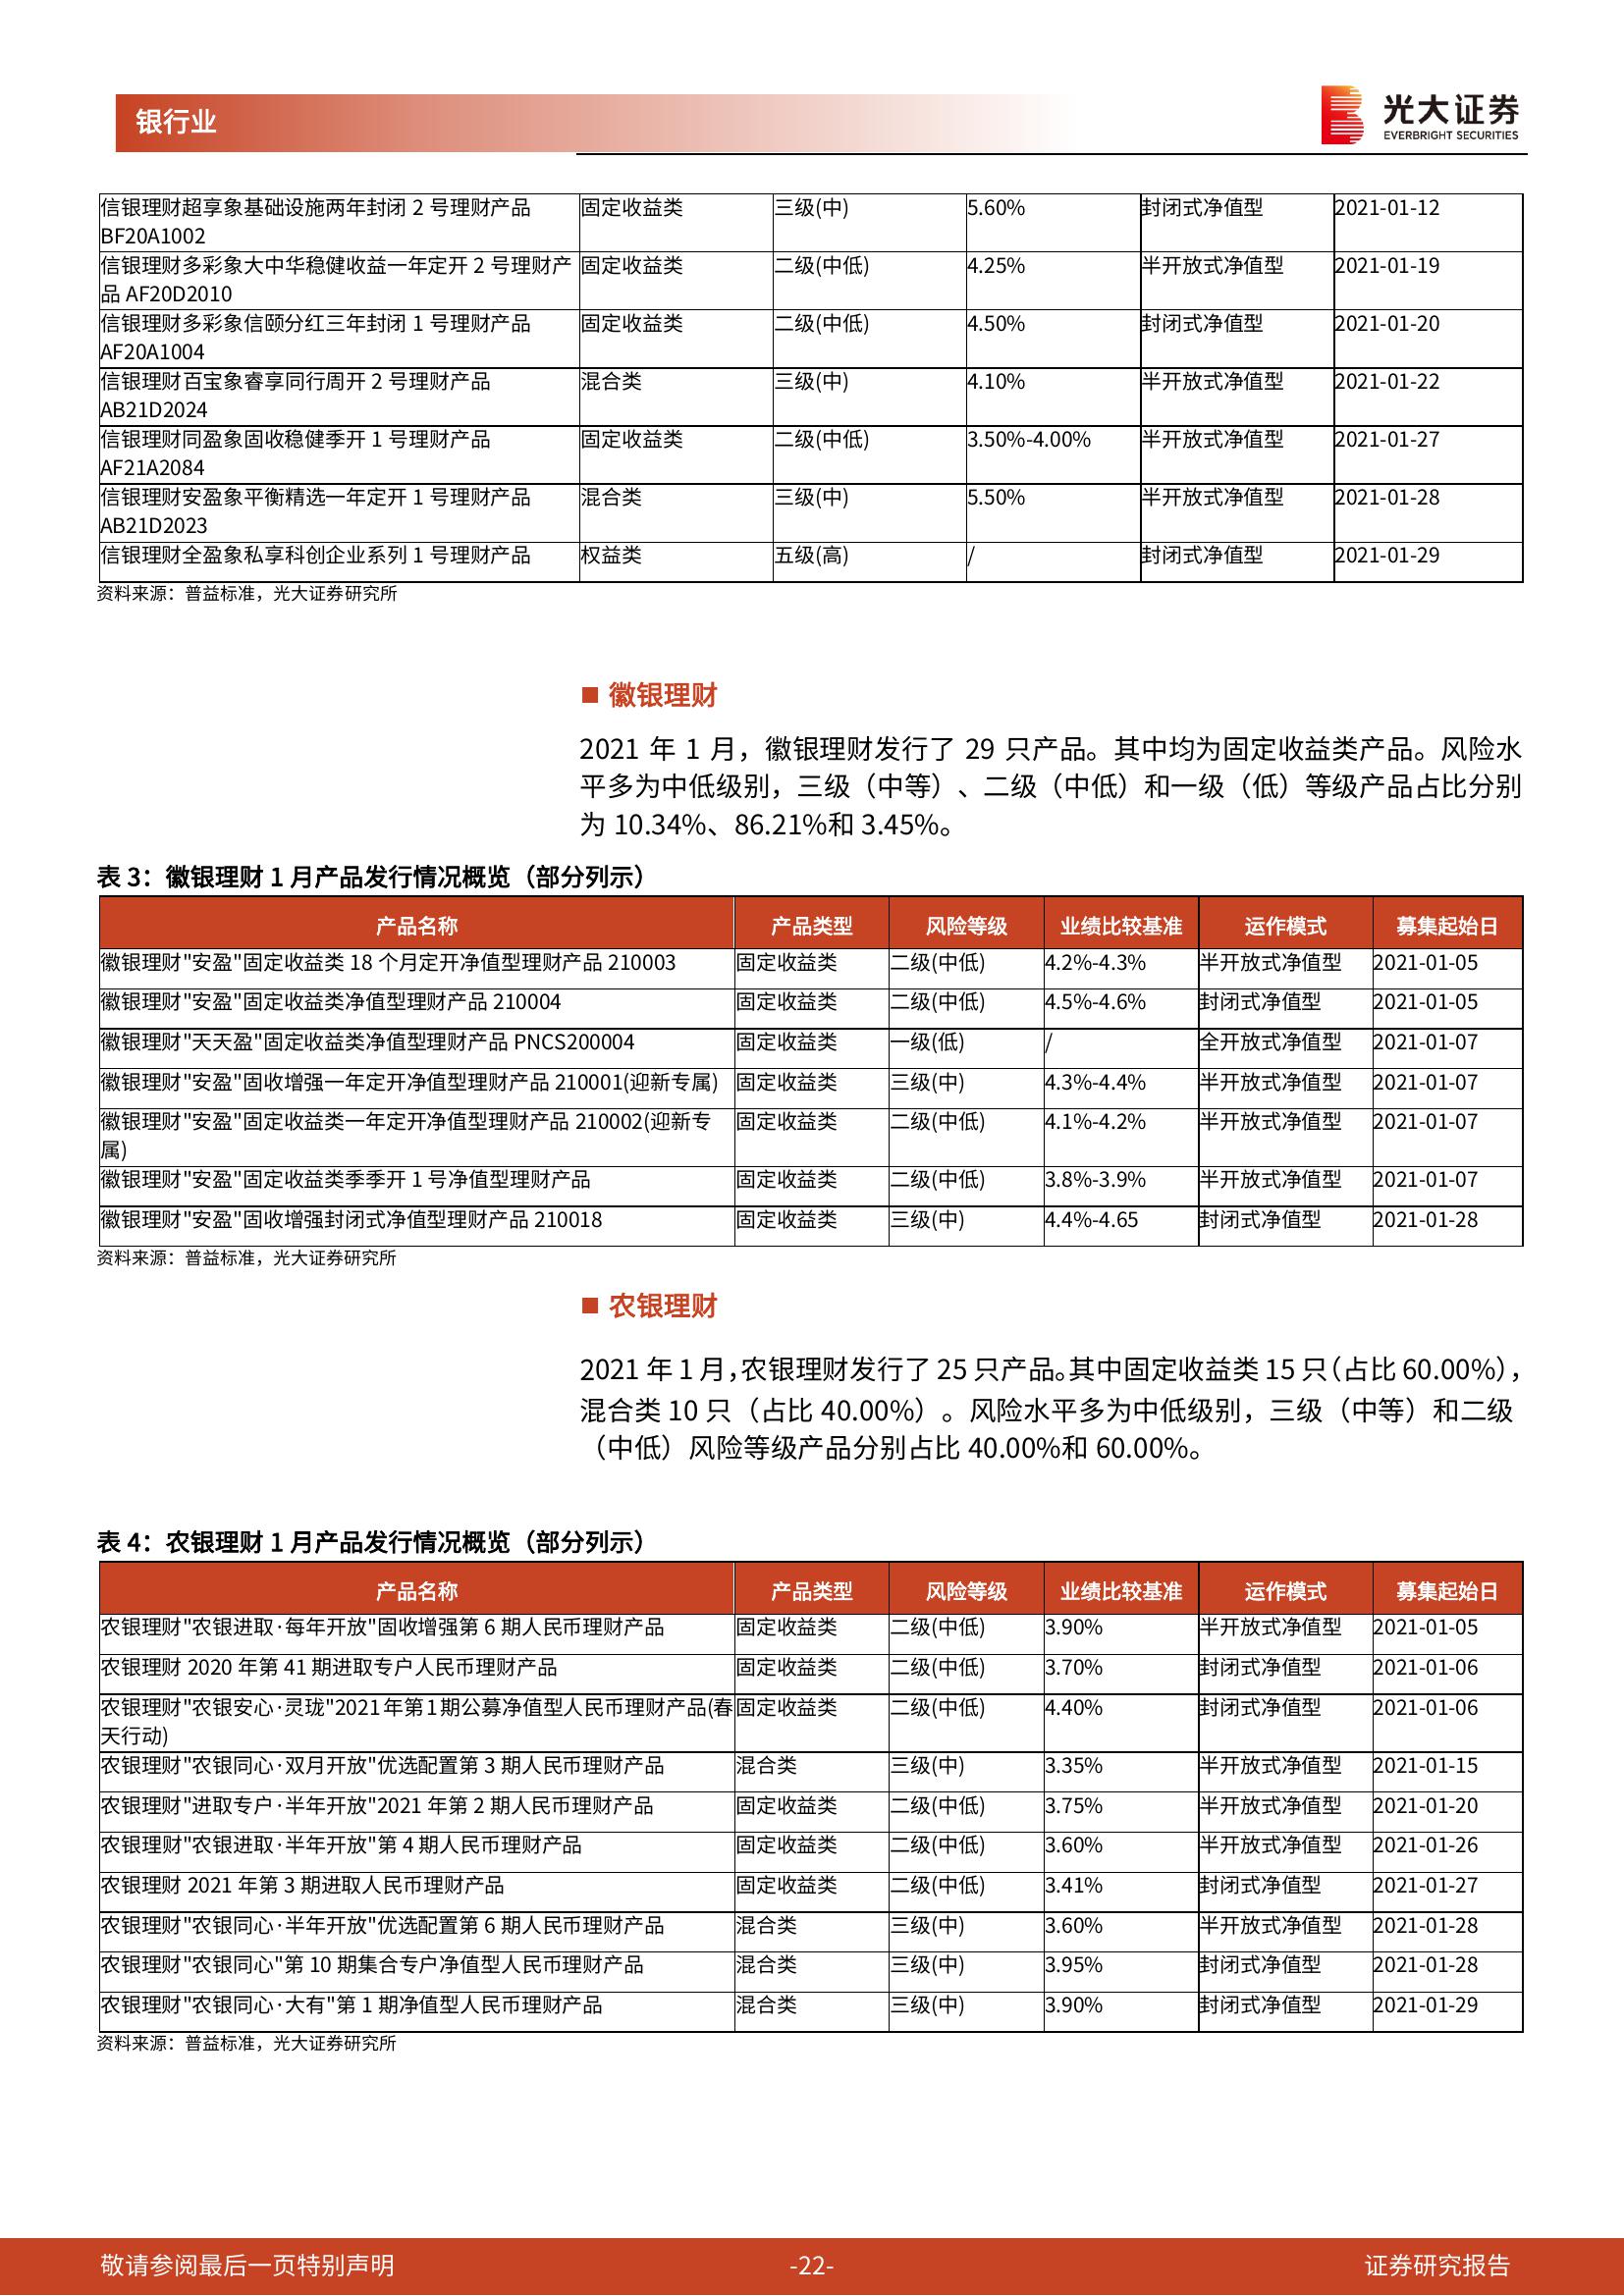 银行业
光大证券
EVERBRIGHT SECURITIES
信银理财超享象基础设施两年封闭 2 号理财产品 固定收益类 三级(中) 5.60% 封闭式净值型 2021-01-12
BF20A1002
信银理财多彩象大中华稳健收益一年定开 2 号理财产 固定收益类 二级(中低) 4.25% 半开放式净值型 2021-01-19
品 AF20D2010
信银理财多彩象信颐分红三年封闭 1 号理财产品 固定收益类 二级(中低) 4.50% 封闭式净值型 2021-01-20
AF20A1004
信银理财百宝象睿享同行周开 2 号理财产品 混合类 三级(中) 4.10% 半开放式净值型 2021-01-22
AB21D2024
信银理财同盈象固收稳健季开 1 号理财产品 固定收益类 二级(中低) 3.50%-4.00% 半开放式净值型 2021-01-27
AF21A2084
信银理财安盈象平衡精选一年定开 1 号理财产品 混合类 三级(中) 5.50% 半开放式净值型 2021-01-28
AB21D2023
信银理财全盈象私享科创企业系列 1 号理财产品 权益类 五级(高) / 封闭式净值型 2021-01-29
资料来源：普益标准，光大证券研究所
■ 徽银理财
2021 年 1 月，徽银理财发行了 29 只产品。其中均为固定收益类产品。风险水
平多为中低级别，三级（中等）、二级（中低）和一级（低）等级产品占比分别
为 10.34%、86.21%和 3.45%。
表 3：徽银理财 1 月产品发行情况概览（部分列示）
产品名称 产品类型 风险等级 业绩比较基准 运作模式 募集起始日
徽银理财"安盈"固定收益类 18 个月定开净值型理财产品 210003 固定收益类 二级(中低) 4.2%-4.3% 半开放式净值型 2021-01-05
徽银理财"安盈"固定收益类净值型理财产品 210004 固定收益类 二级(中低) 4.5%-4.6% 封闭式净值型 2021-01-05
徽银理财"天天盈"固定收益类净值型理财产品 PNCS200004 固定收益类 一级(低) / 全开放式净值型 2021-01-07
徽银理财"安盈"固收增强一年定开净值型理财产品 210001(迎新专属) 固定收益类 三级(中) 4.3%-4.4% 半开放式净值型 2021-01-07
徽银理财"安盈"固定收益类一年定开净值型理财产品 210002(迎新专 固定收益类 二级(中低) 4.1%-4.2% 半开放式净值型 2021-01-07
属)
徽银理财"安盈"固定收益类季季开 1 号净值型理财产品 固定收益类 二级(中低) 3.8%-3.9% 半开放式净值型 2021-01-07
徽银理财"安盈"固收增强封闭式净值型理财产品 210018 固定收益类 三级(中) 4.4%-4.65 封闭式净值型 2021-01-28
资料来源：普益标准，光大证券研究所
■ 农银理财
2021 年 1 月，农银理财发行了 25 只产品。其中固定收益类 15 只（占比 60.00%），
混合类 10 只（占比 40.00%）。风险水平多为中低级别，三级（中等）和二级
（中低）风险等级产品分别占比 40.00%和 60.00%。
表 4：农银理财 1 月产品发行情况概览（部分列示）
产品名称 产品类型 风险等级 业绩比较基准 运作模式 募集起始日
农银理财"农银进取·每年开放"固收增强第 6 期人民币理财产品 固定收益类 二级(中低) 3.90% 半开放式净值型 2021-01-05
农银理财 2020 年第 41 期进取专户人民币理财产品 固定收益类 二级(中低) 3.70% 封闭式净值型 2021-01-06
农银理财"农银安心·灵珑"2021年第1期公募净值型人民币理财产品(春 固定收益类 二级(中低) 4.40% 封闭式净值型 2021-01-06
天行动)
农银理财"农银同心·双月开放"优选配置第 3 期人民币理财产品 混合类 三级(中) 3.35% 半开放式净值型 2021-01-15
农银理财"进取专户·半年开放"2021 年第 2 期人民币理财产品 固定收益类 二级(中低) 3.75% 半开放式净值型 2021-01-20
农银理财"农银进取·半年开放"第 4 期人民币理财产品 固定收益类 二级(中低) 3.60% 半开放式净值型 2021-01-26
农银理财 2021 年第 3 期进取人民币理财产品 固定收益类 二级(中低) 3.41% 封闭式净值型 2021-01-27
农银理财"农银同心·半年开放"优选配置第 6 期人民币理财产品 混合类 三级(中) 3.60% 半开放式净值型 2021-01-28
农银理财"农银同心"第 10 期集合专户净值型人民币理财产品 混合类 三级(中) 3.95% 封闭式净值型 2021-01-28
农银理财"农银同心·大有"第 1 期净值型人民币理财产品 混合类 三级(中) 3.90% 封闭式净值型 2021-01-29
资料来源：普益标准，光大证券研究所
敬请参阅最后一页特别声明 -22- 证券研究报告